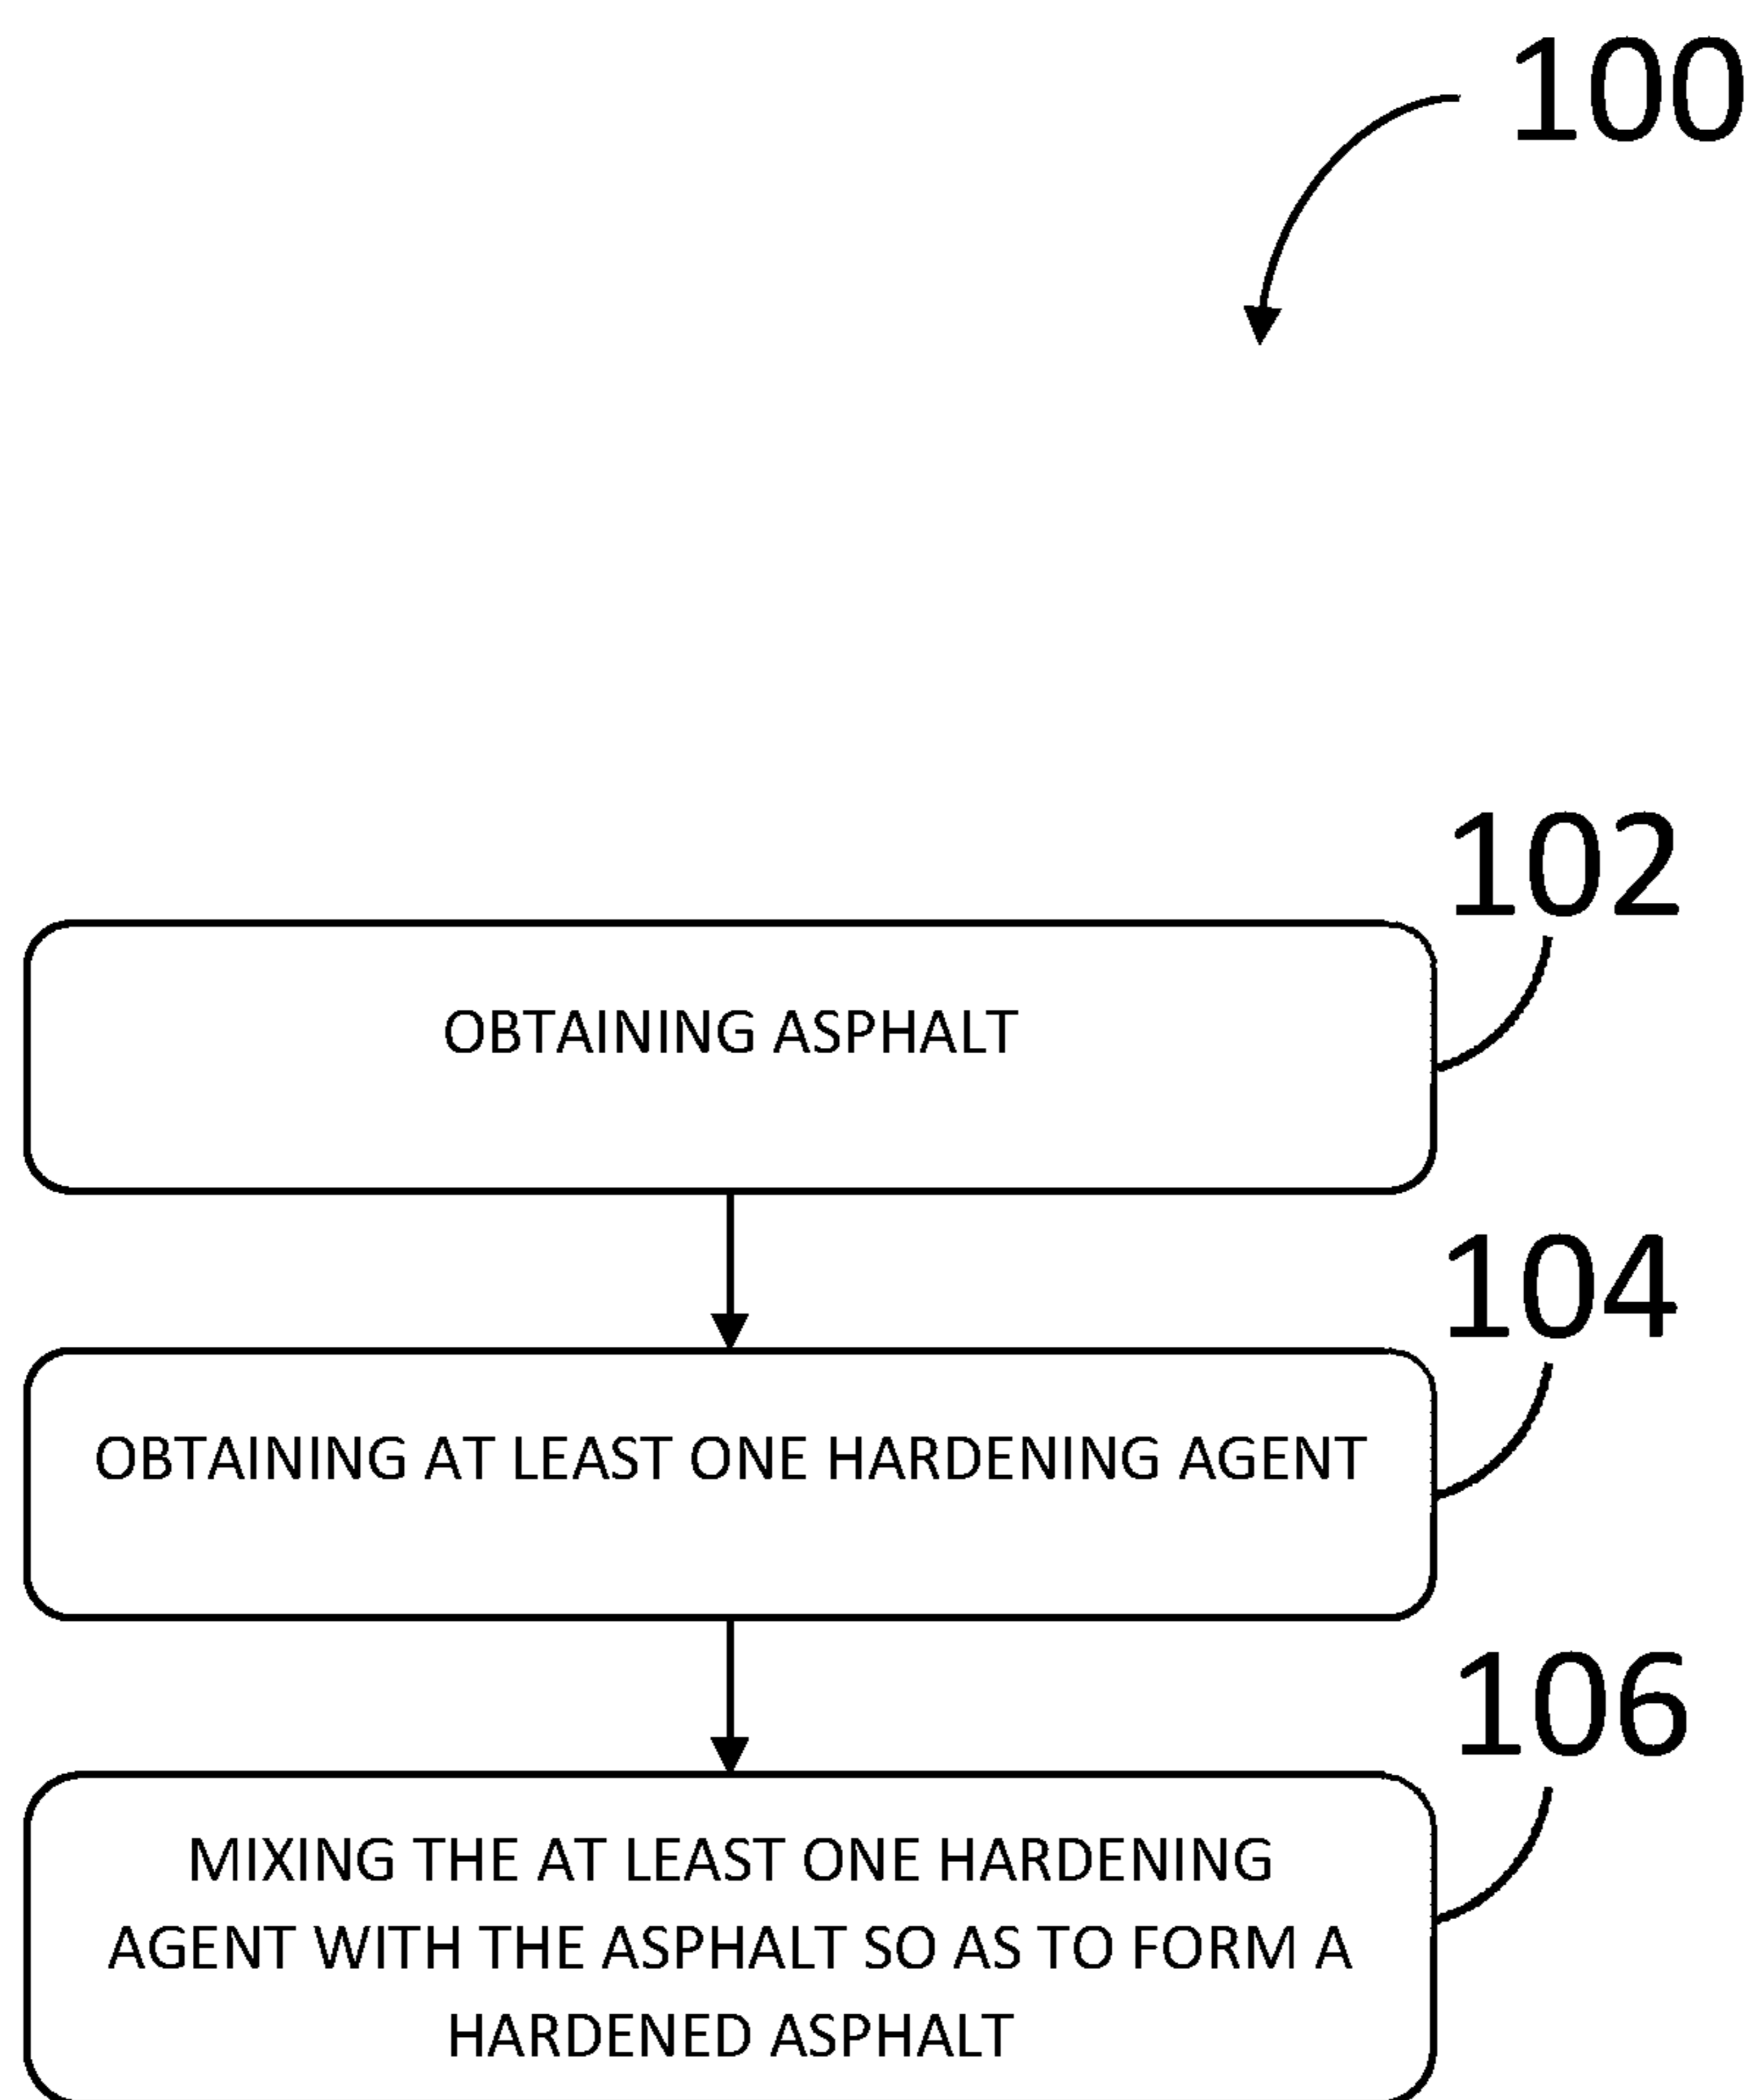 100
102
OBTAINING ASPHALT
104
OBTAINING AT LEAST ONE HARDENING AGENT
106
MIXING THE AT LEAST ONE HARDENING
AGENT WITH THE ASPHALT SO AS TO FORM A
HARDENED ASPHALT